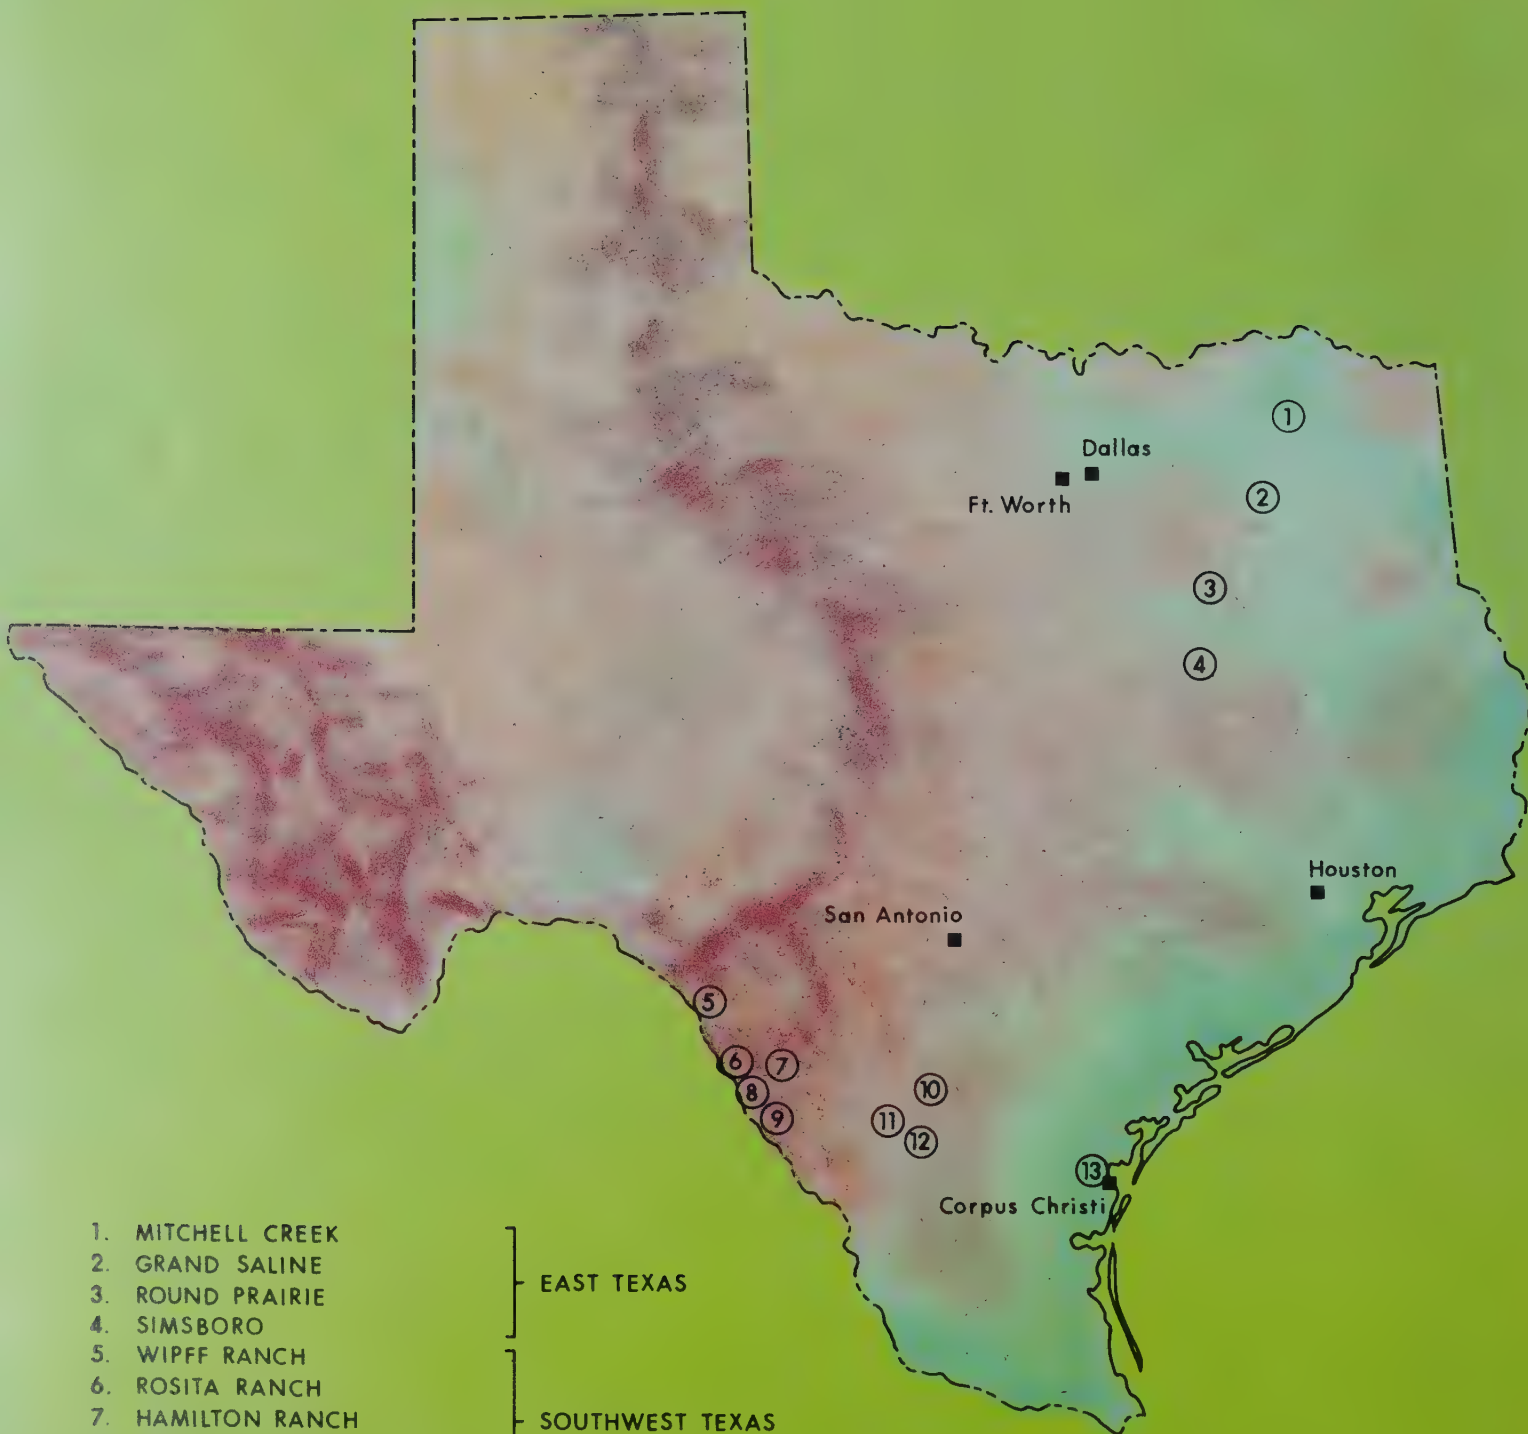 ①
Dallas
②
Ft. Worth
③
④
Houston
San Antonio
⑤
⑥ ⑦
⑧ ⑩
⑨ ⑪
⑫
⑬
Corpus Christi
1. MITCHELL CREEK
2. GRAND SALINE
3. ROUND PRAIRIE
4. SIMSBORO
EAST TEXAS
5. WIPFF RANCH
6. ROSITA RANCH
7. HAMILTON RANCH
SOUTHWEST TEXAS